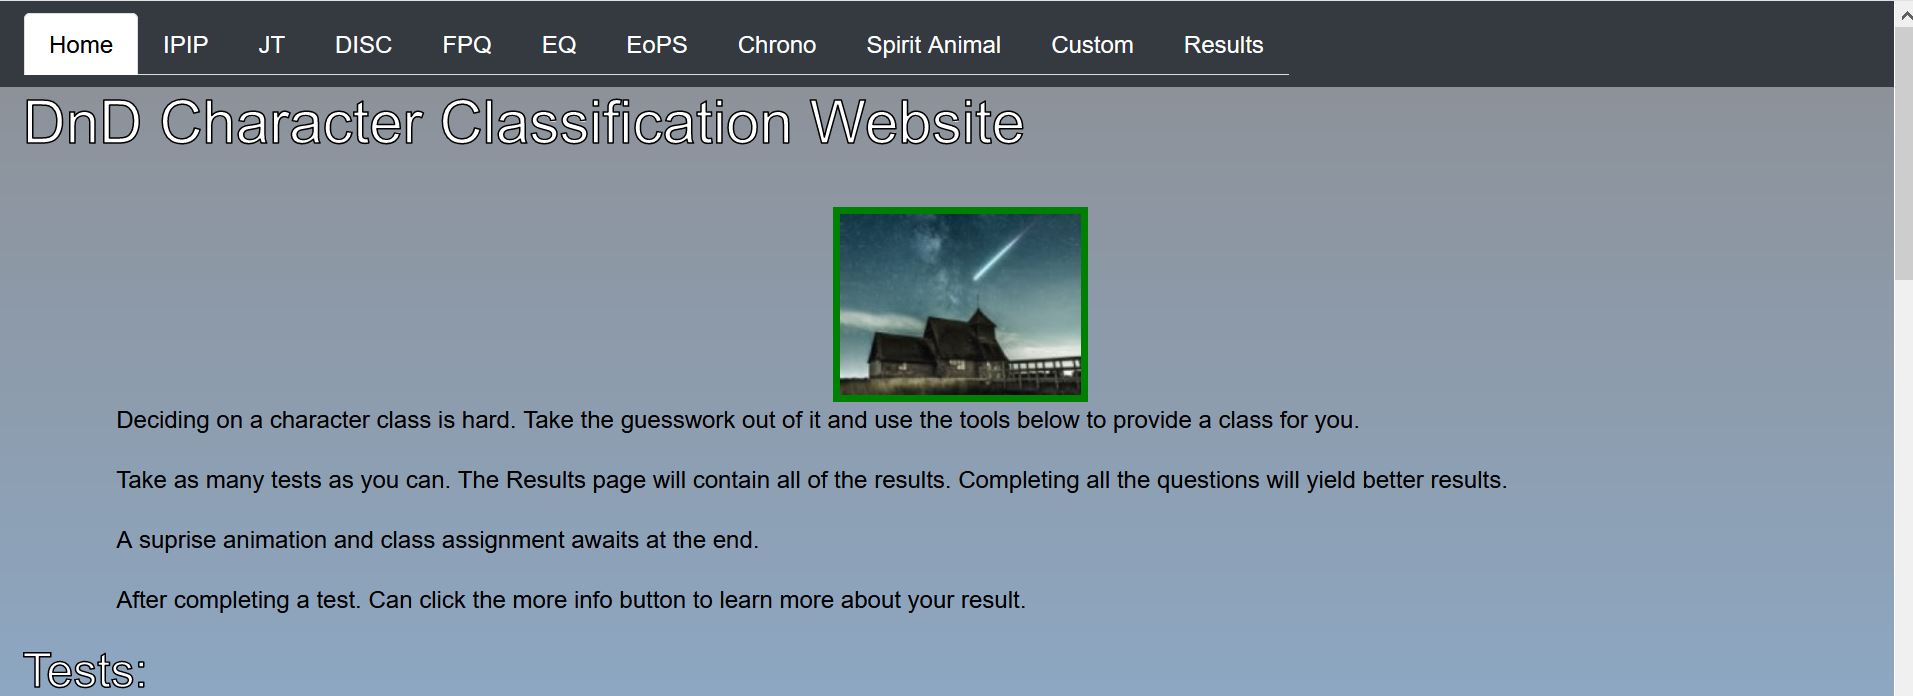 Home IPIP JT DISC FPQ EQ EoPS Chrono Spirit Animal Custom Results
DnD Character Classification Website
Deciding on a character class is hard. Take the guesswork out of it and use the tools below to provide a class for you.
Take as many tests as you can. The Results page will contain all of the results. Completing all the questions will yield better results.
A suprise animation and class assignment awaits at the end.
After completing a test. Can click the more info button to learn more about your result.
Tests: